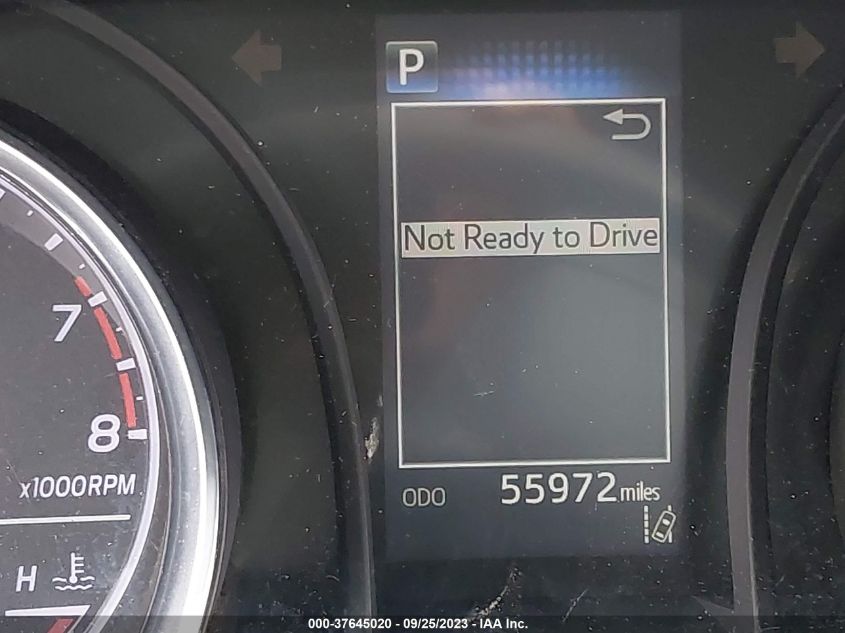 P
Not Ready to Drive
7
8
x1000RPM
ODO 55972 miles
H
000-37645020 - 09/25/2023 - IAA Inc.